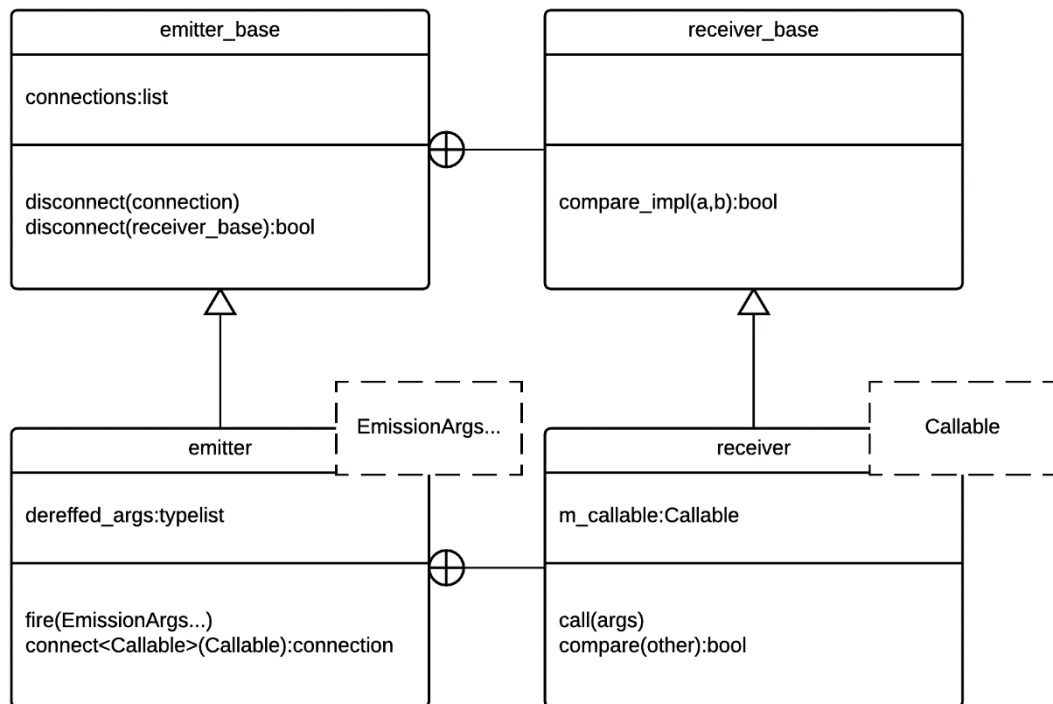 emitter_base
connections:list
disconnect(connection)
disconnect(receiver_base):bool
receiver_base
compare_impl(a,b):bool
EmissionArgs...
emitter
dereffed_args:typelist
fire(EmissionArgs...)
connect<Callable>(Callable):connection
Callable
receiver
m_callable:Callable
call(args)
compare(other):bool